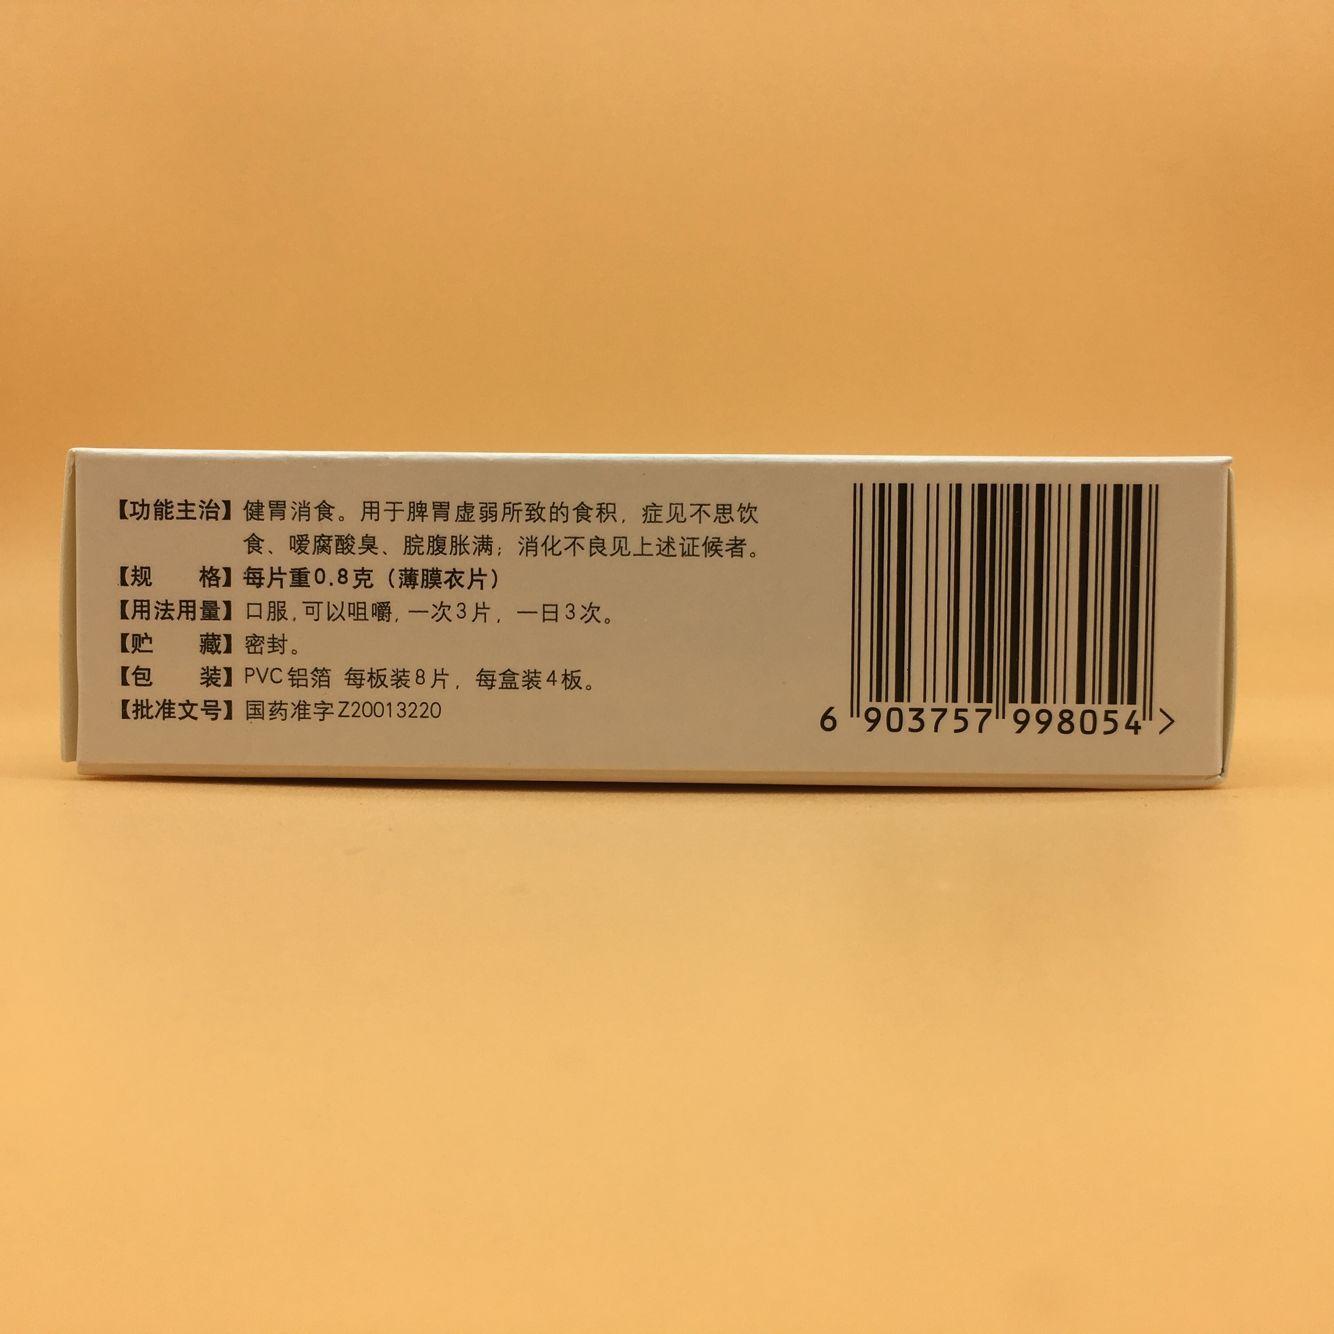 【功能主治】健胃消食。用于脾胃虚弱所致的食积，症见不思饮
食、嗳腐酸臭、脘腹胀满；消化不良见上述证候者。
【规 格】每片重0.8克（薄膜衣片）
【用法用量】口服,可以咀嚼,一次3片，一日3次。
【贮 藏】密封。
【包 装】PVC铝箔 每板装8片，每盒装4板。
【批准文号】国药准字Z20013220
6 903757 998054 >